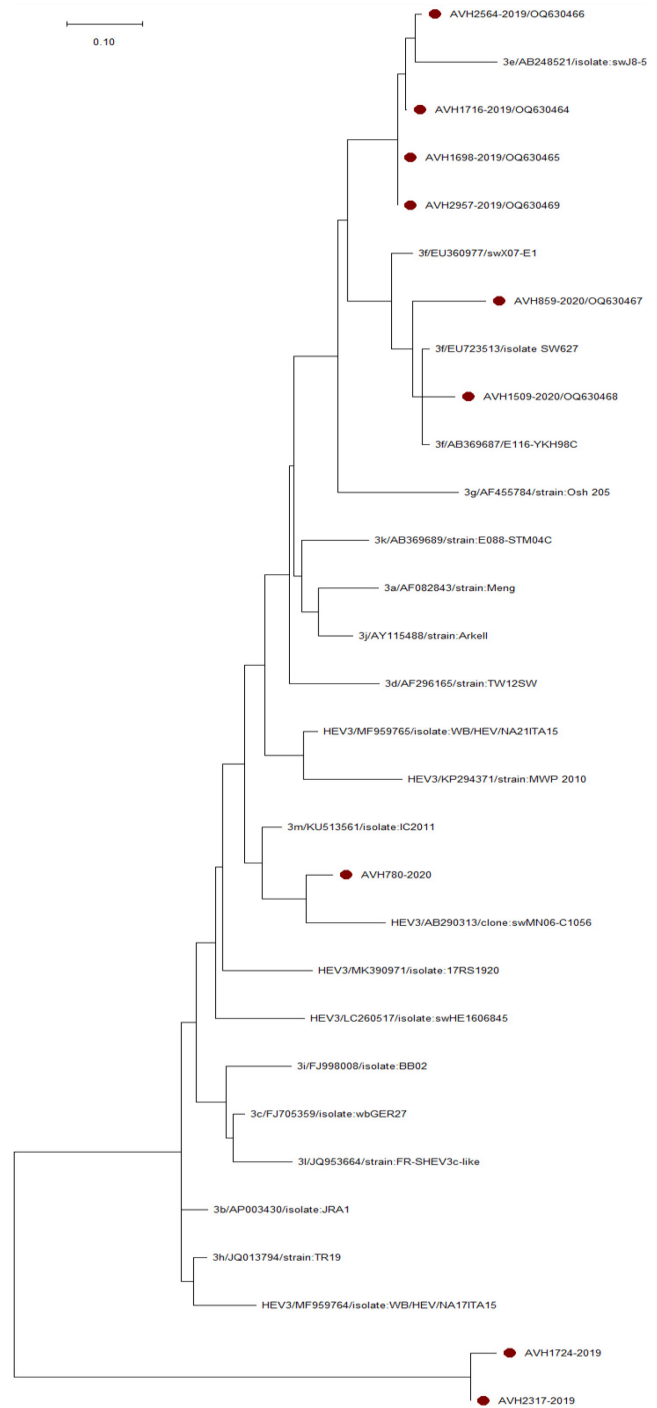 AVH2564-2019/OQ630466
0.10
3e/AB248521/isolate:swJ8-5
AVH1716-2019/OQ630464
AVH1698-2019/OQ630465
AVH2957-2019/OQ630469
3f/EU360977/swX07-E1
AVH859-2020/OQ630467
3f/EU723513/isolate SW627
AVH1509-2020/OQ630468
3f/AB369687/E116-YKH98C
3g/AF455784/strain:Osh 205
3k/AB369689/strain:E088-STM04C
3a/AF082843/strain:Meng
3j/AY115488/strain:Arkell
3d/AF296165/strain:TW12SW
HEV3/MF959765/isolate:WB/HEV/NA21ITA15
HEV3/KP294371/strain:MWP 2010
3m/KU513561/isolate:IC2011
AVH780-2020
HEV3/AB290313/clone:swMN06-C1056
HEV3/MK390971/isolate:17RS1920
HEV3/LC260517/isolate:swHE1606845
3i/FJ998008/isolate:BB02
3c/FJ705359/isolate:wbGER27
3l/JQ953664/strain:FR-SHEV3c-like
3b/AP003430/isolate:JRA1
3h/JQ013794/strain:TR19
HEV3/MF959764/isolate:WB/HEV/NA17ITA15
AVH1724-2019
AVH2317-2019